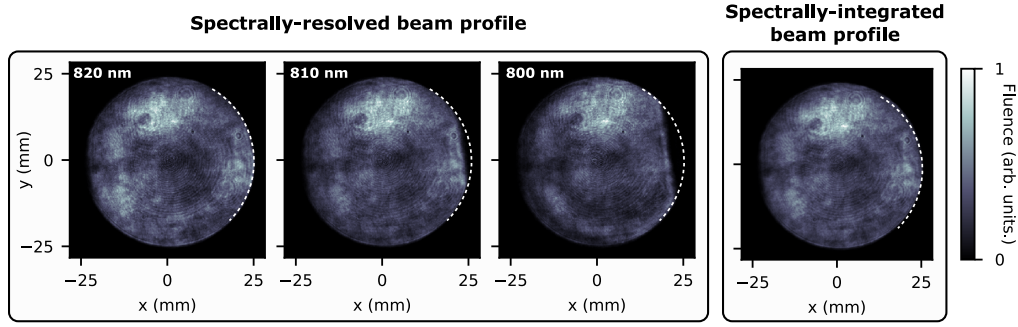 Spectrally-resolved beam profile
Spectrally-integrated
beam profile
820 nm
810 nm
800 nm
25
0
−25
y (mm)
−25 0 25
x (mm)
−25 0 25
x (mm)
−25 0 25
x (mm)
−25 0 25
x (mm)
1
0
Fluence (arb. units.)